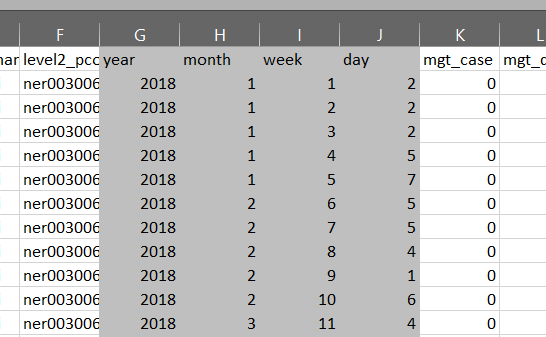 F G H I J K L
nar level2_pcc year month week day mgt_case mgt_d
ner003006 2018 1 1 2 0
ner003006 2018 1 2 2 0
ner003006 2018 1 3 2 0
ner003006 2018 1 4 5 0
ner003006 2018 1 5 7 0
ner003006 2018 2 6 5 0
ner003006 2018 2 7 5 0
ner003006 2018 2 8 4 0
ner003006 2018 2 9 1 0
ner003006 2018 2 10 6 0
ner003006 2018 3 11 4 0